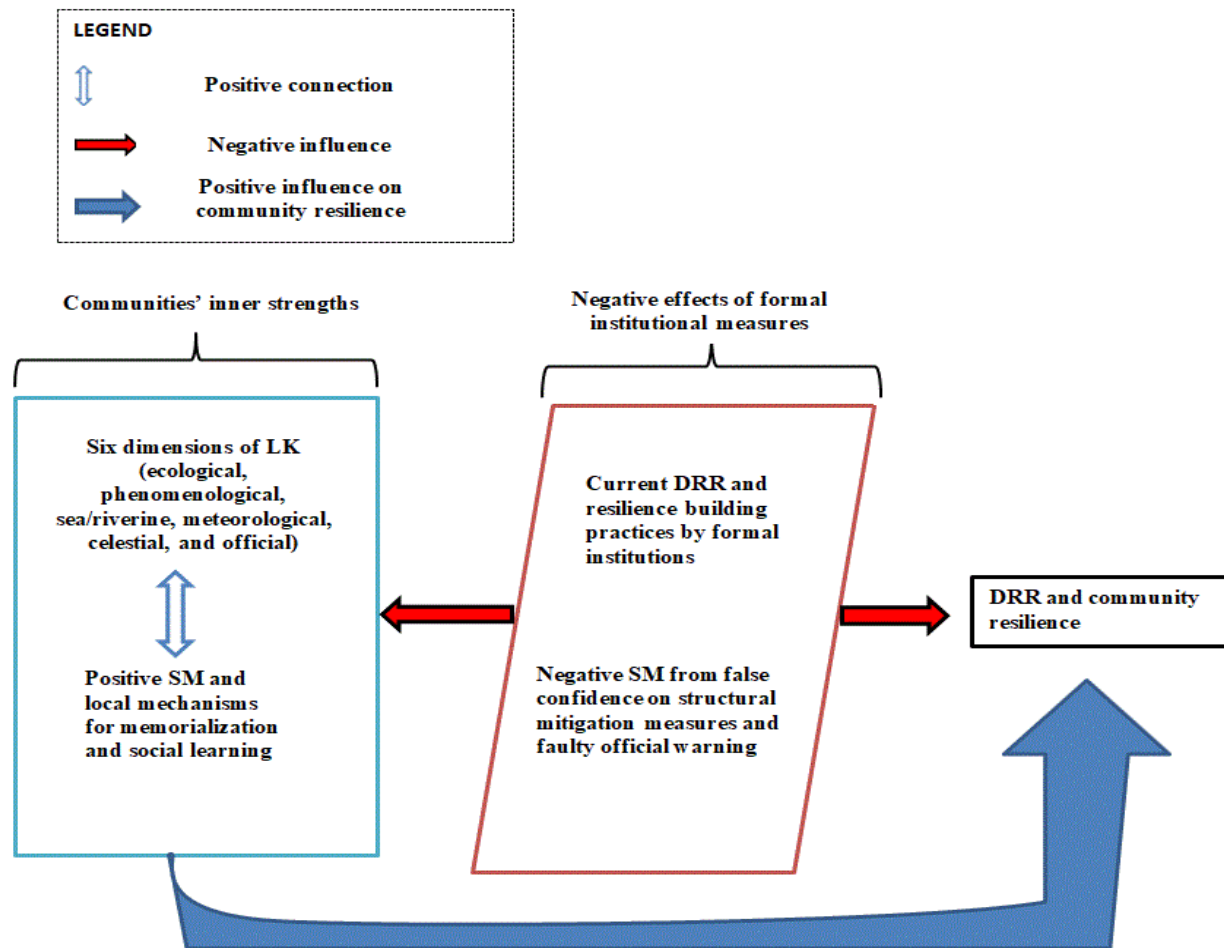 LEGEND
Positive connection
Negative influence
Positive influence on
community resilience
Communities' inner strengths
Negative effects of formal
institutional measures
Six dimensions of LK
(ecological,
phenomenological,
sea/riverine, meteorological,
celestial, and official)
Positive SM and
local mechanisms
for memorialization
and social learning
Current DRR and
resilience building
practices by formal
institutions
Negative SM from false
confidence on structural
mitigation measures and
faulty official warning
DRR and community
resilience